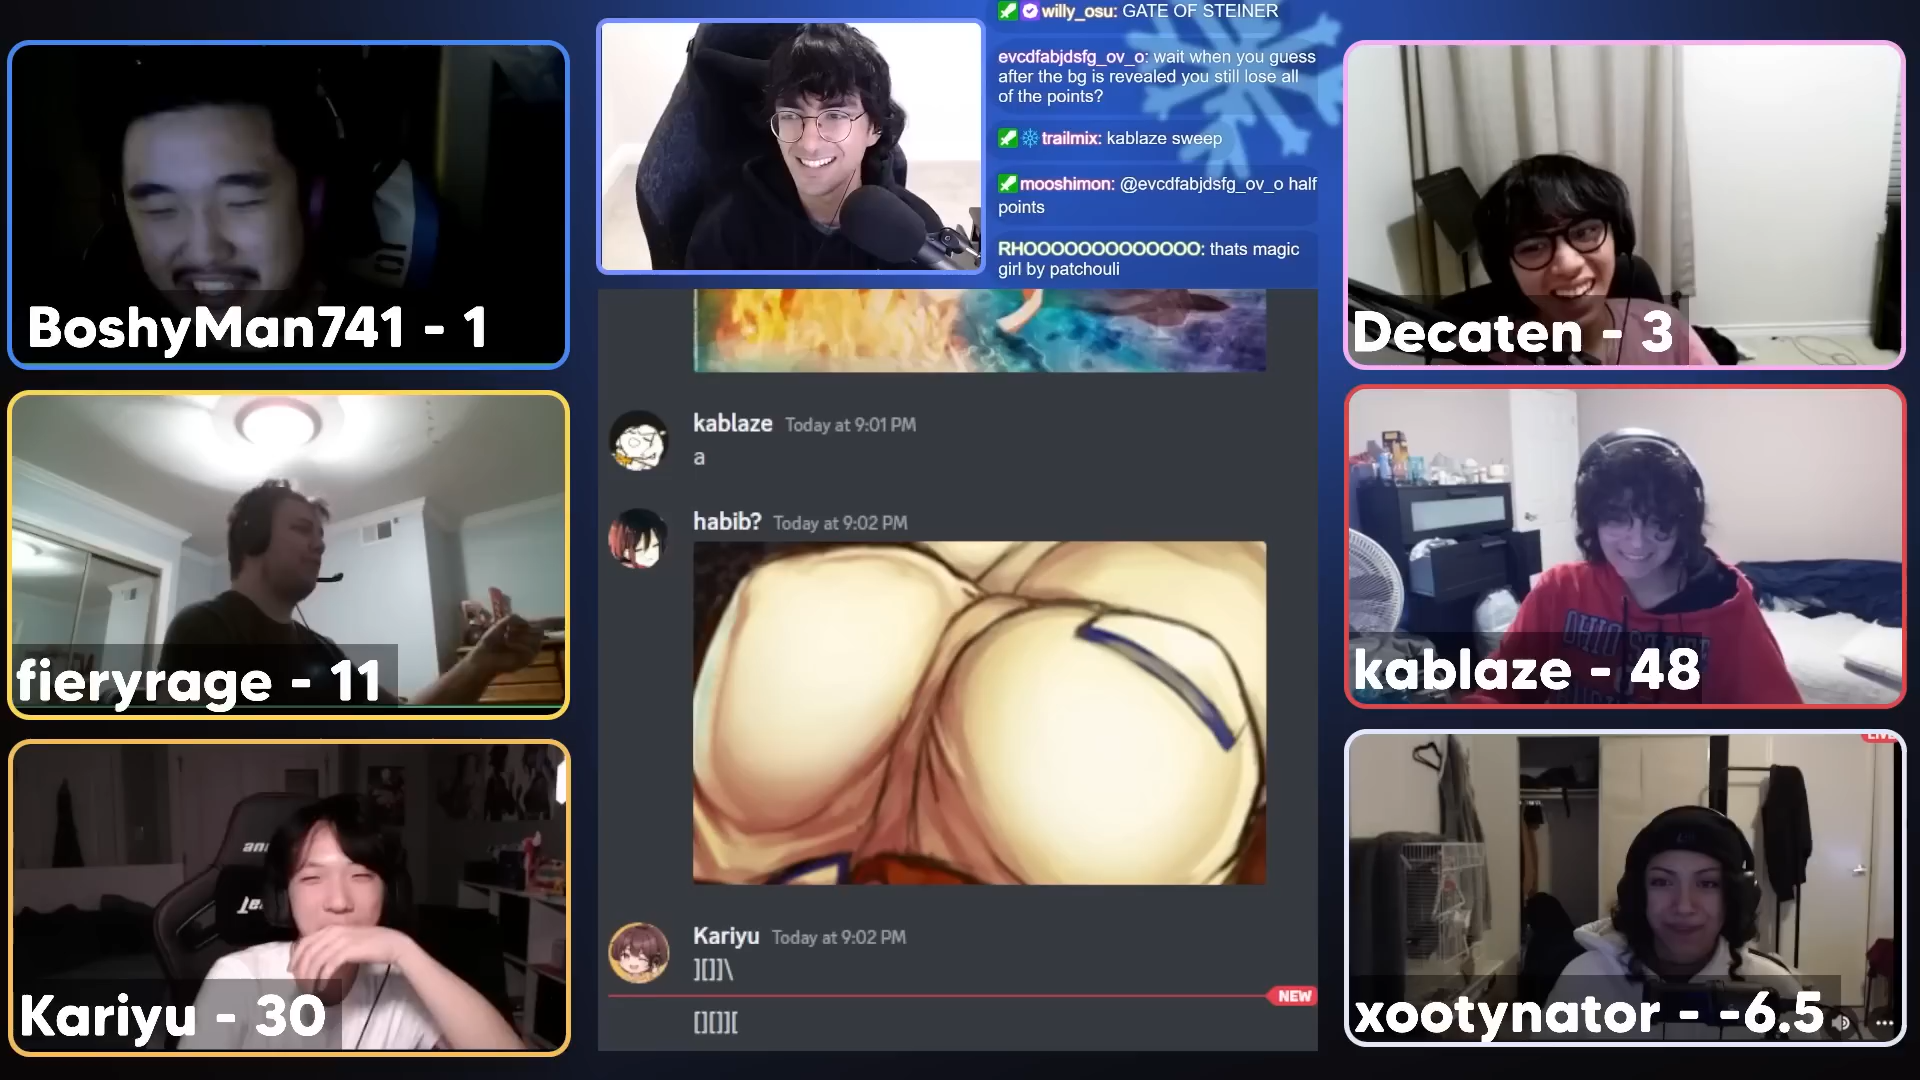 willy_osu: GATE OF STEINER
evcdfabjdsfg_ov_o: wait when you guess
after the bg is revealed you still lose all
of the points?
trailmix: kablaze sweep
mooshimon: @evcdfabjdsfg_ov_o half
points
RHOOOOOOOOOOOOO: thats magic
girl by patchouli
BoshyMan741 - 1
Decaten - 3
fieryrage - 11
kablaze - 48
Kariyu - 30
xootynator - -6.5
kablaze Today at 9:01 PM
a
habib? Today at 9:02 PM
Kariyu Today at 9:02 PM
][]]\
NEW
[][]][
LIVE